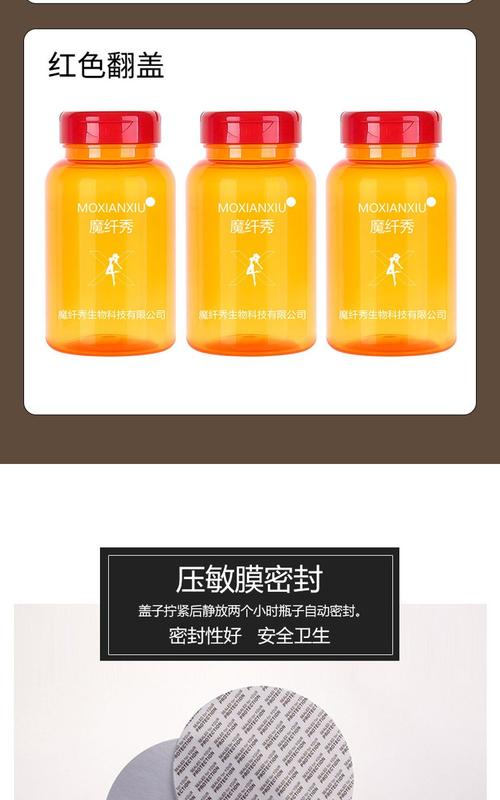 红色翻盖
MOXIANXIU
魔纤秀
魔纤秀生物科技有限公司
MOXIANXIU
魔纤秀
魔纤秀生物科技有限公司
MOXIANXIU
魔纤秀
魔纤秀生物科技有限公司
压敏膜密封
盖子拧紧后静放两个小时瓶子自动密封。
密封性好 安全卫生